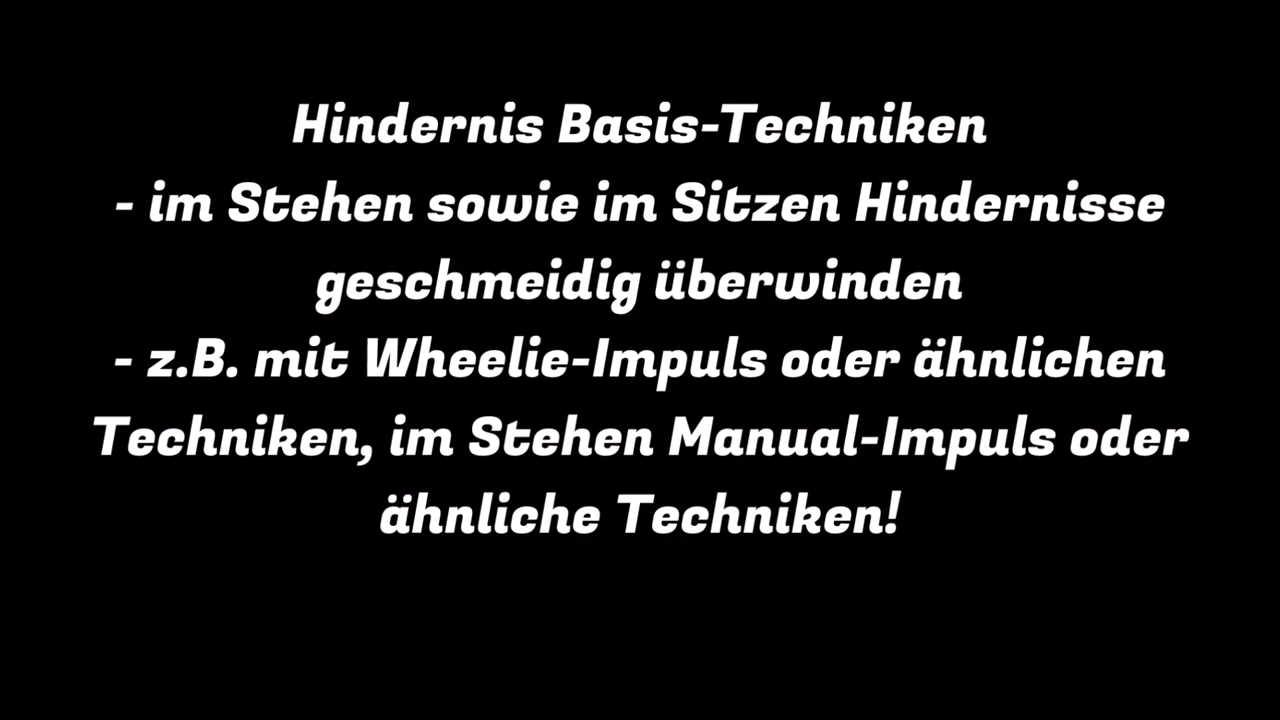 Hindernis Basis-Techniken
- im Stehen sowie im Sitzen Hindernisse
geschmeidig überwinden
- z.B. mit Wheelie-Impuls oder ähnlichen
Techniken, im Stehen Manual-Impuls oder
ähnliche Techniken!